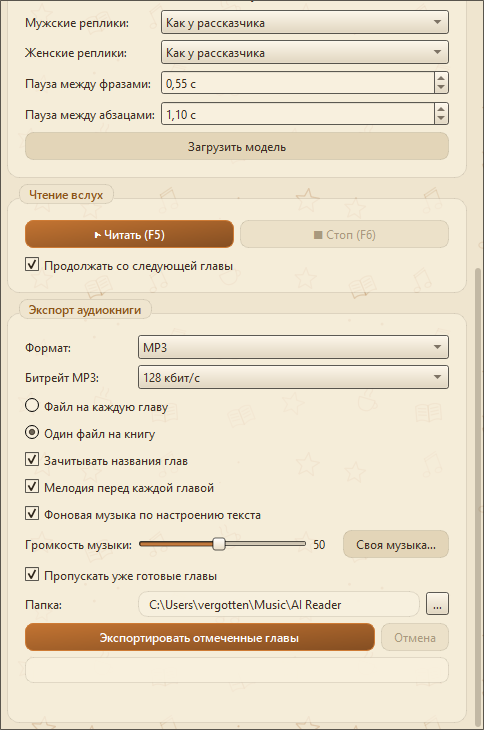 Мужские реплики: Как у рассказчика
Женские реплики: Как у рассказчика
Пауза между фразами: 0,55 с
Пауза между абзацами: 1,10 с
Загрузить модель
Чтение вслух
Читать (F5) Стоп (F6)
Продолжать со следующей главы
Экспорт аудиокниги
Формат: MP3
Битрейт MP3: 128 кбит/с
Файл на каждую главу
Один файл на книгу
Зачитывать названия глав
Мелодия перед каждой главой
Фоновая музыка по настроению текста
Громкость музыки: 50 Своя музыка...
Пропускать уже готовые главы
Папка: C:\Users\vergotten\Music\AI Reader ...
Экспортировать отмеченные главы Отмена